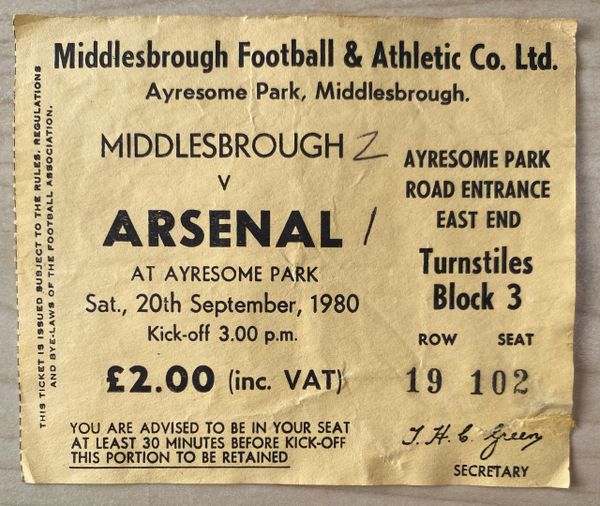 Middlesbrough Football & Athletic Co. Ltd.
Ayresome Park, Middlesbrough.
MIDDLESBROUGH 2
V
ARSENAL 1
AT AYRESOME PARK
Sat., 20th September, 1980
Kick-off 3.00 p.m.
£2.00 (inc. VAT)
YOU ARE ADVISED TO BE IN YOUR SEAT
AT LEAST 30 MINUTES BEFORE KICK-OFF
THIS PORTION TO BE RETAINED
AYRESOME PARK
ROAD ENTRANCE
EAST END
Turnstiles
Block 3
ROW SEAT
19 102
T. H. C. Green
SECRETARY
THIS TICKET IS ISSUED SUBJECT TO THE RULES, REGULATIONS
AND BYE-LAWS OF THE FOOTBALL ASSOCIATION.